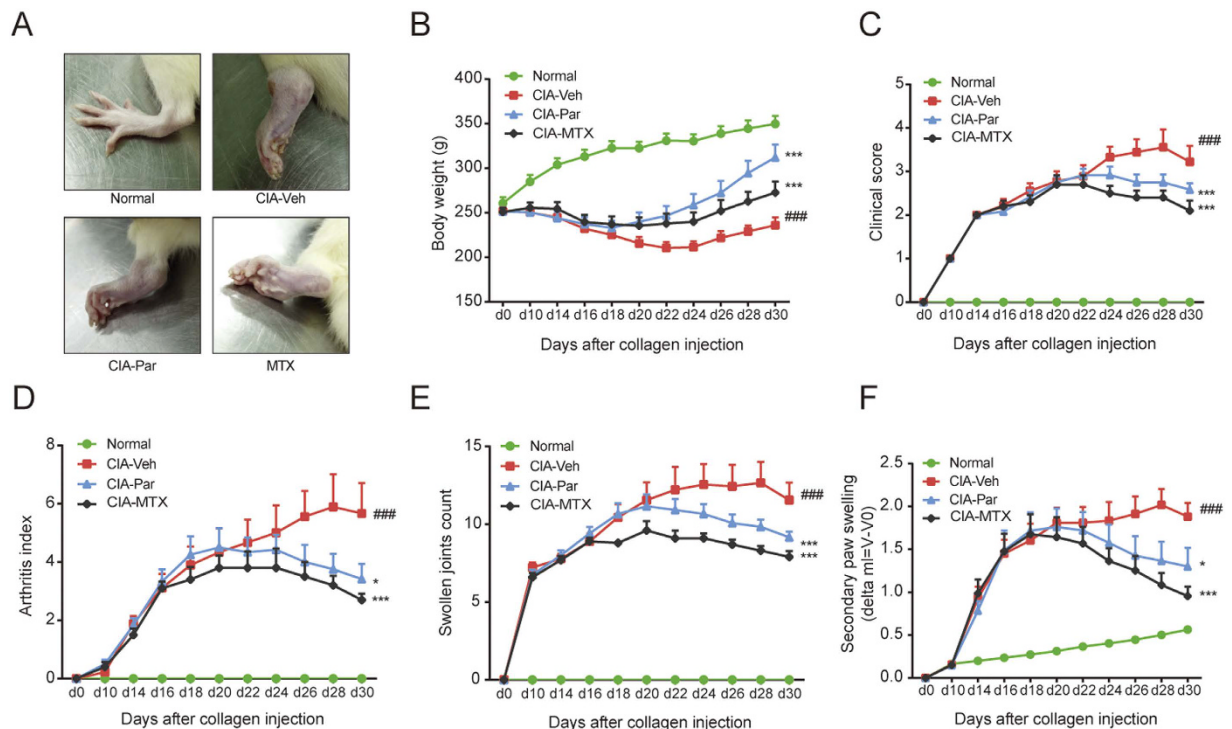 A
Normal
CIA-Veh
CIA-Par
MTX
B
Normal
CIA-Veh
CIA-Par
CIA-MTX
Body weight (g)
400
350
300
250
200
150
***
***
###
d0 d10 d14 d16 d18 d20 d22 d24 d26 d28 d30
Days after collagen injection
C
Normal
CIA-Veh
CIA-Par
CIA-MTX
Clinical score
5
4
3
2
1
0
###
***
***
d0 d10 d14 d16 d18 d20 d22 d24 d26 d28 d30
Days after collagen injection
D
Normal
CIA-Veh
CIA-Par
CIA-MTX
Arthritis index
8
6
4
2
0
###
*
***
d0 d10 d14 d16 d18 d20 d22 d24 d26 d28 d30
Days after collagen injection
E
Normal
CIA-Veh
CIA-Par
CIA-MTX
Swollen joints count
15
10
5
0
###
***
***
d0 d10 d14 d16 d18 d20 d22 d24 d26 d28 d30
Days after collagen injection
F
Normal
CIA-Veh
CIA-Par
CIA-MTX
Secondary paw swelling
(delta ml=V-V0)
2.5
2.0
1.5
1.0
0.5
0.0
###
*
***
d0 d10 d14 d16 d18 d20 d22 d24 d26 d28 d30
Days after collagen injection